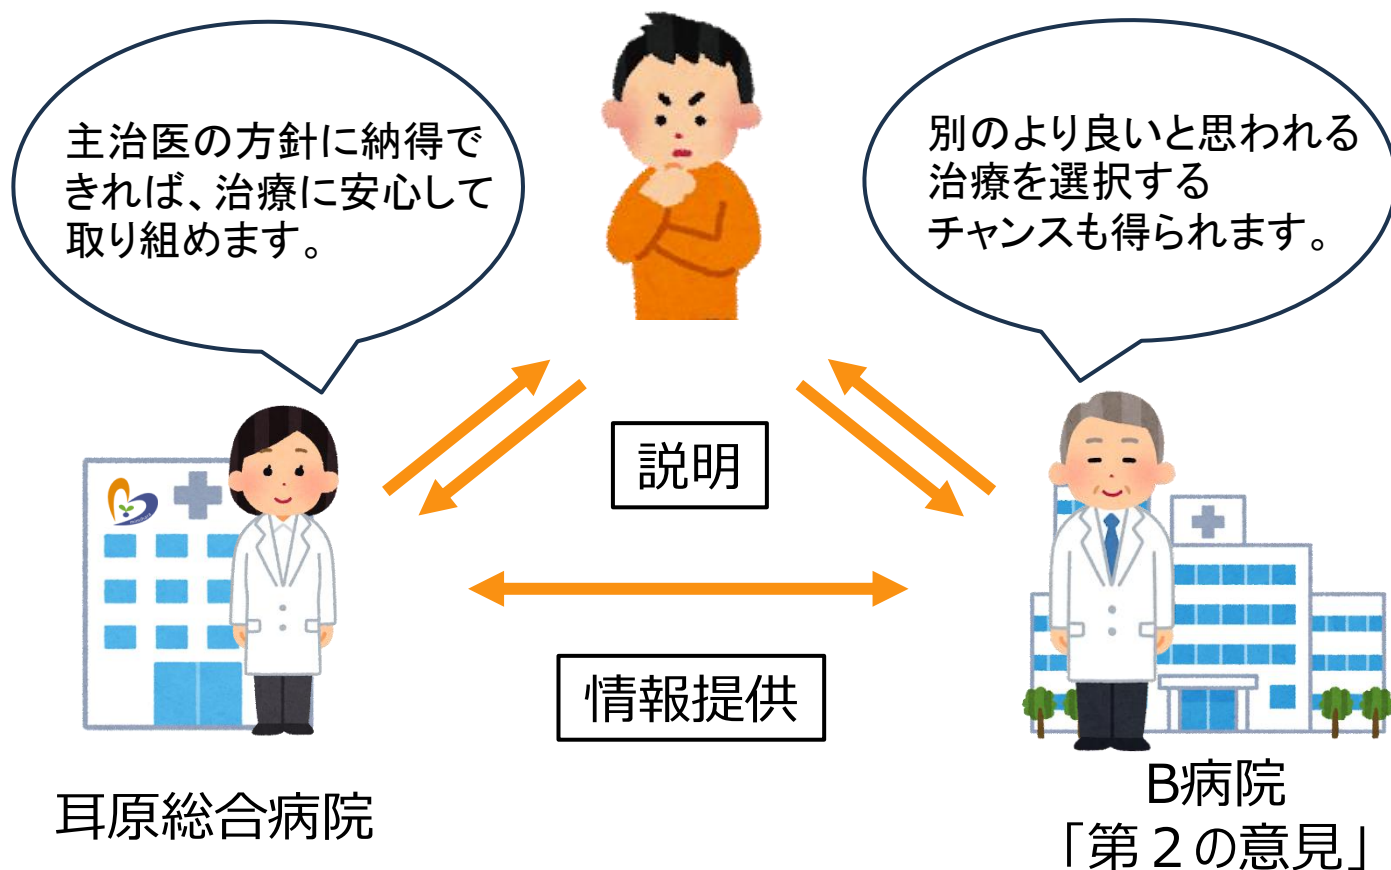 主治医の方針に納得で
きれば、治療に安心して
取り組めます。
別のより良いと思われる
治療を選択する
チャンスも得られます。
説明
情報提供
耳原総合病院
B病院
「第２の意見」